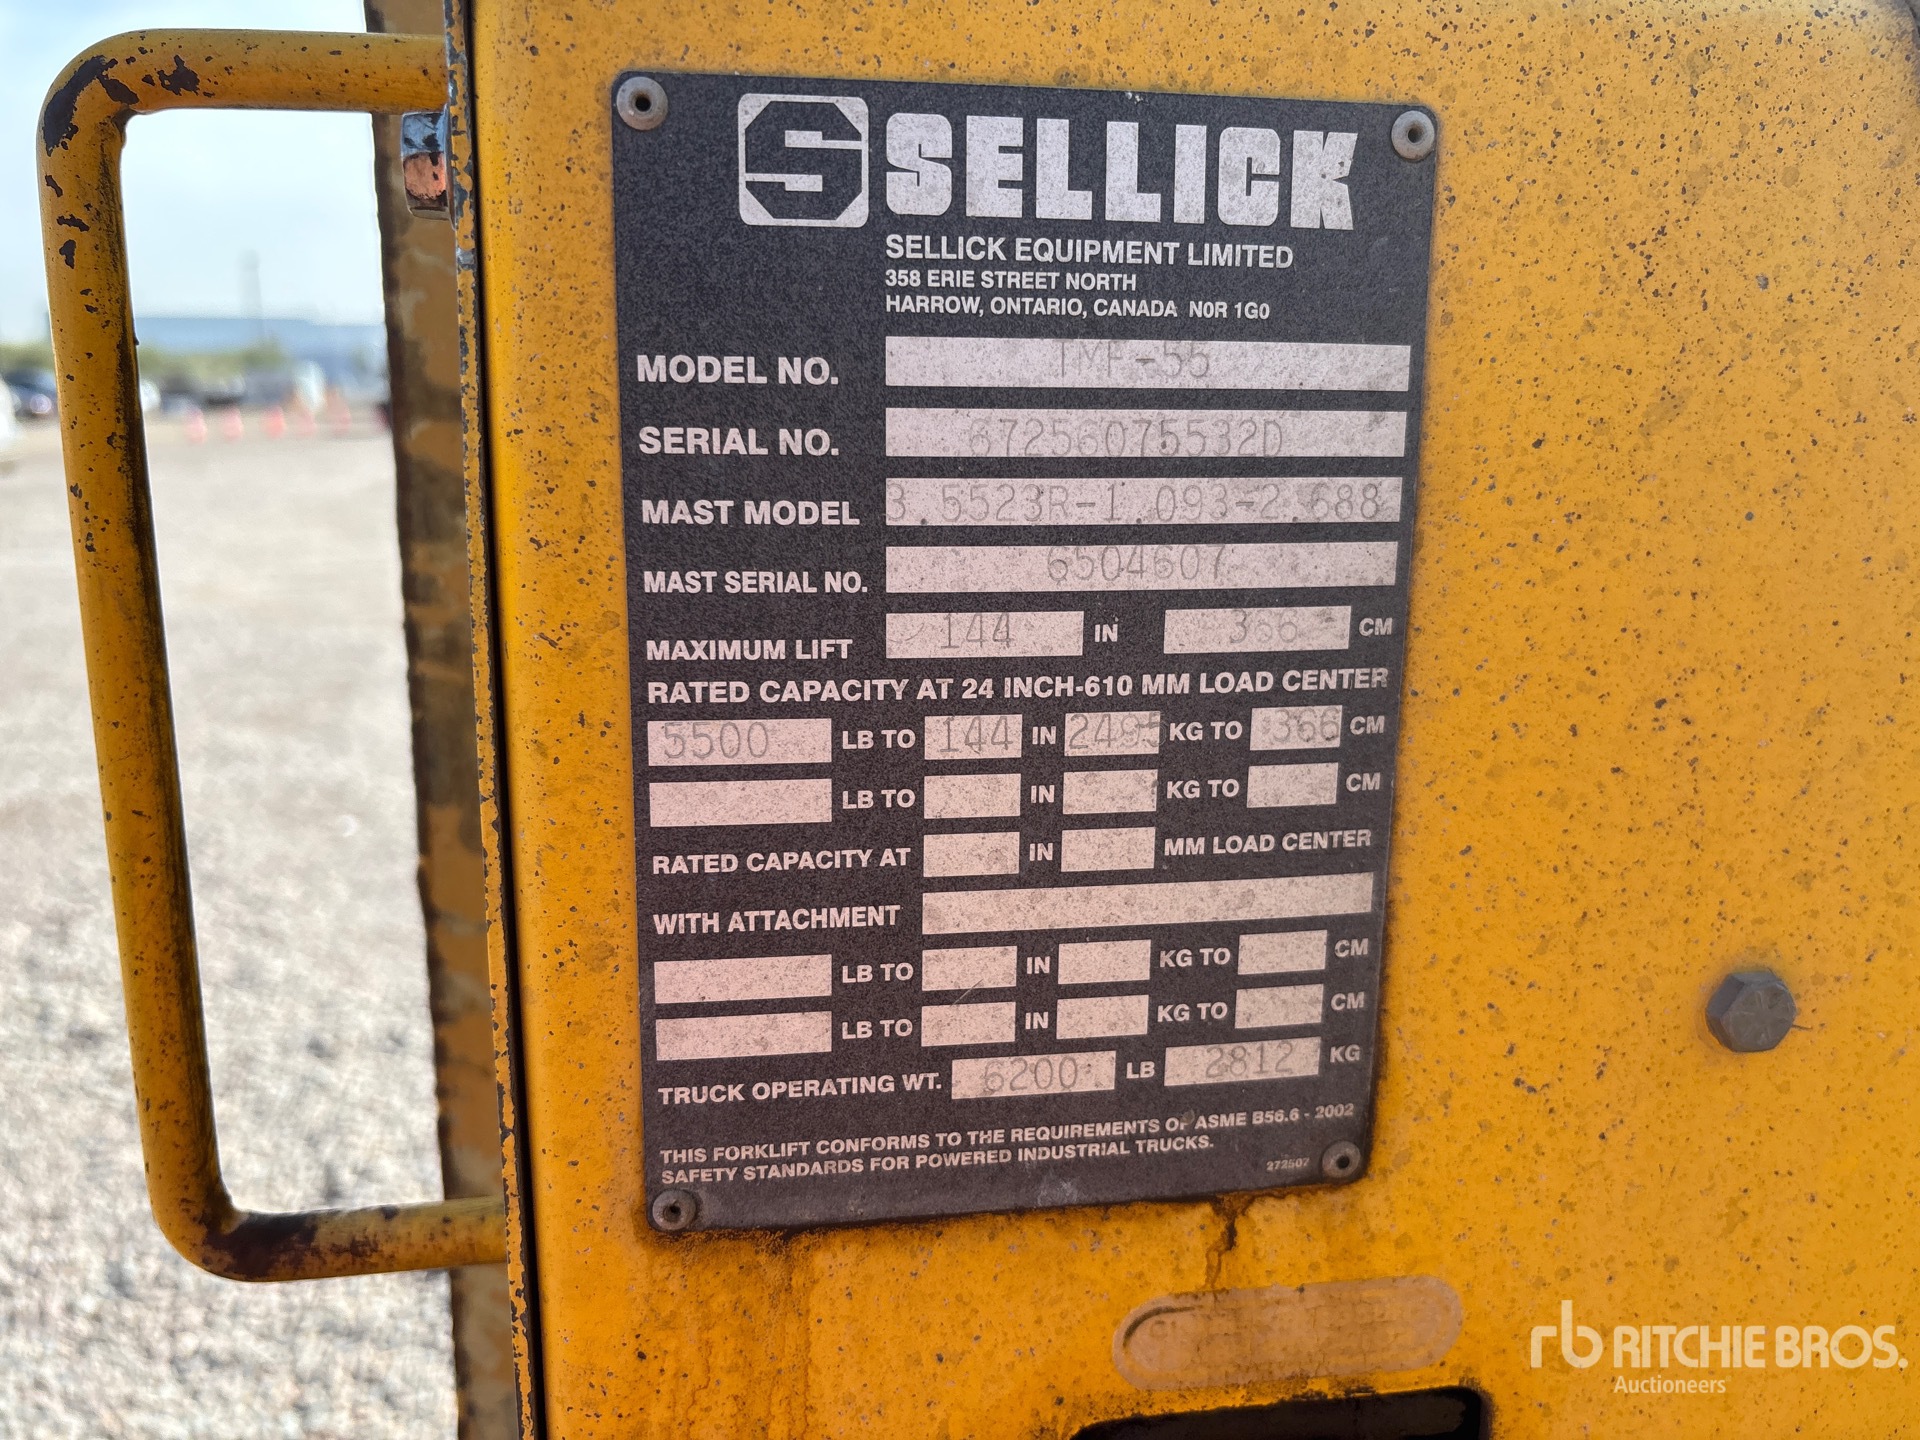 S SELLICK
SELLICK EQUIPMENT LIMITED
358 ERIE STREET NORTH
HARROW, ONTARIO, CANADA N0R 1G0
MODEL NO. TMF-55
SERIAL NO. 67256075532D
MAST MODEL 3.5523R-1.093-2.688
MAST SERIAL NO. 6504607
MAXIMUM LIFT 144 IN 366 CM
RATED CAPACITY AT 24 INCH-610 MM LOAD CENTER
5500 LB TO 144 IN 2495 KG TO 366 CM
LB TO IN KG TO CM
RATED CAPACITY AT IN MM LOAD CENTER
WITH ATTACHMENT
LB TO IN KG TO CM
LB TO IN KG TO CM
TRUCK OPERATING WT. 6200 LB 2812 KG
THIS FORKLIFT CONFORMS TO THE REQUIREMENTS OF ASME B56.6 - 2002
SAFETY STANDARDS FOR POWERED INDUSTRIAL TRUCKS.
272507
rb RITCHIE BROS.
Auctioneers